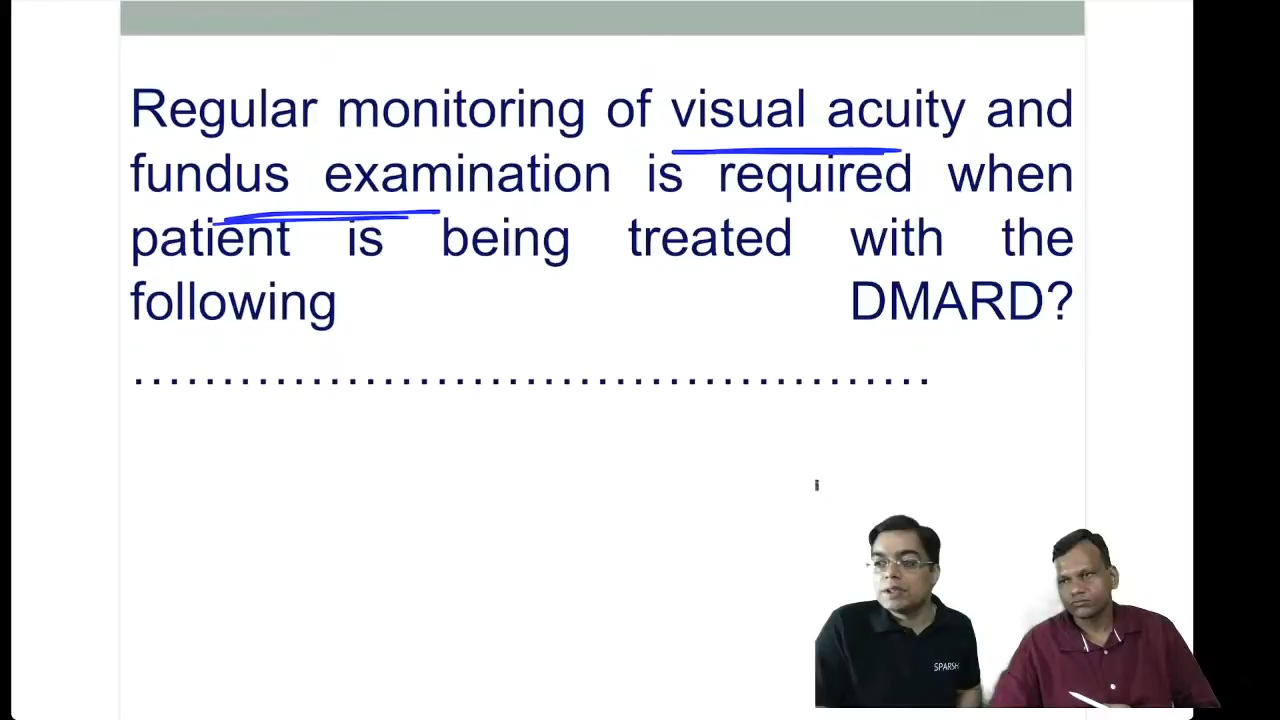 Regular monitoring of visual acuity and
fundus examination is required when
patient is being treated with the
following DMARD?
..............................................
SPARSH